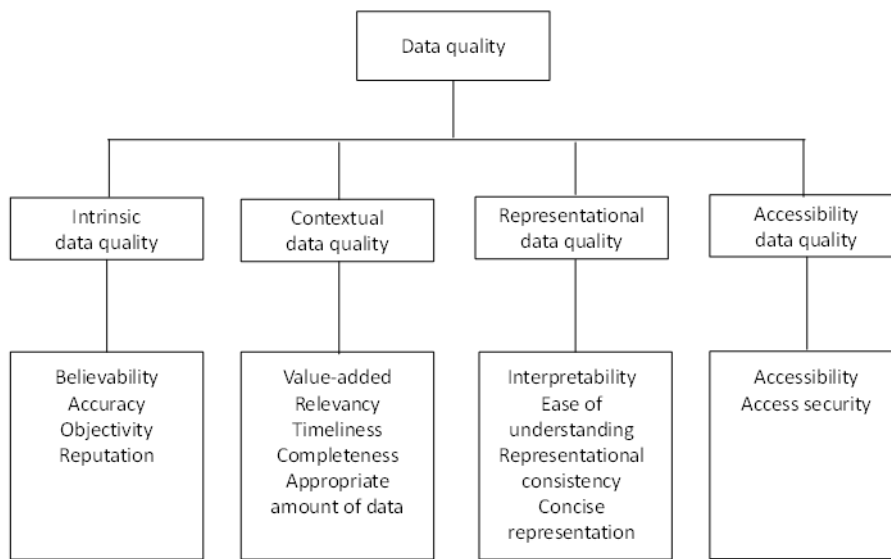 Data quality
Intrinsic
data quality
Contextual
data quality
Representational
data quality
Accessibility
data quality
Believability
Accuracy
Objectivity
Reputation
Value-added
Relevancy
Timeliness
Completeness
Appropriate
amount of data
Interpretability
Ease of
understanding
Representational
consistency
Concise
representation
Accessibility
Access security